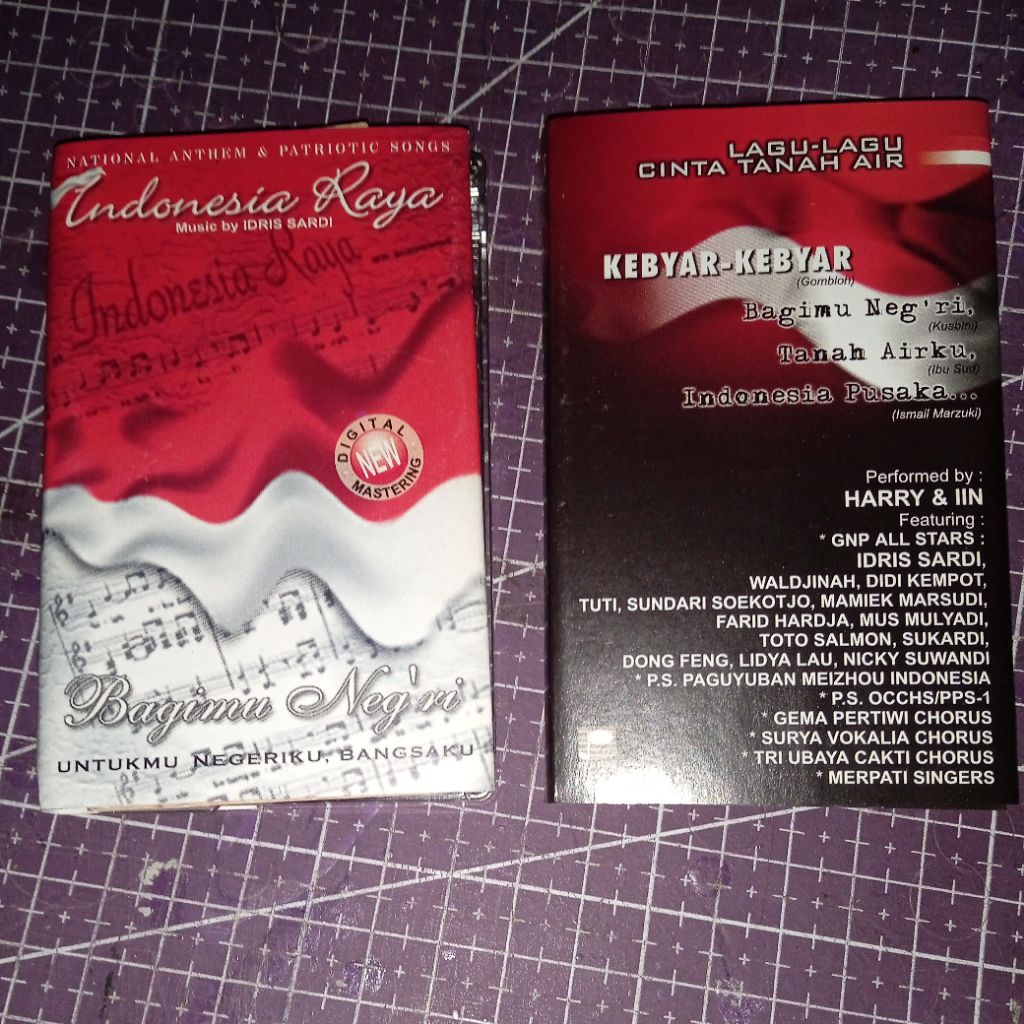 NATIONAL ANTHEM & PATRIOTIC SONGS
Indonesia Raya
Music by IDRIS SARDI
Indonesia Raya
DIGITAL
NEW
MASTERING
Bagimu Neg'ri
UNTUKMU NEGERIKU, BANGSAKU
LAGU-LAGU
CINTA TANAH AIR
KEBYAR-KEBYAR
(Gombloh)
Bagimu Neg'ri,
(Kusbini)
Tanah Airku,
(Ibu Sud)
Indonesia Pusaka...
(Ismail Marzuki)
Performed by :
HARRY & IIN
Featuring :
* GNP ALL STARS :
IDRIS SARDI,
WALDJINAH, DIDI KEMPOT,
TUTI, SUNDARI SOEKOTJO, MAMIEK MARSUDI,
FARID HARDJA, MUS MULYADI,
TOTO SALMON, SUKARDI,
DONG FENG, LIDYA LAU, NICKY SUWANDI
* P.S. PAGUYUBAN MEIZHOU INDONESIA
* P.S. OCCHS/PPS-1
* GEMA PERTIWI CHORUS
* SURYA VOKALIA CHORUS
* TRI UBAYA CAKTI CHORUS
* MERPATI SINGERS